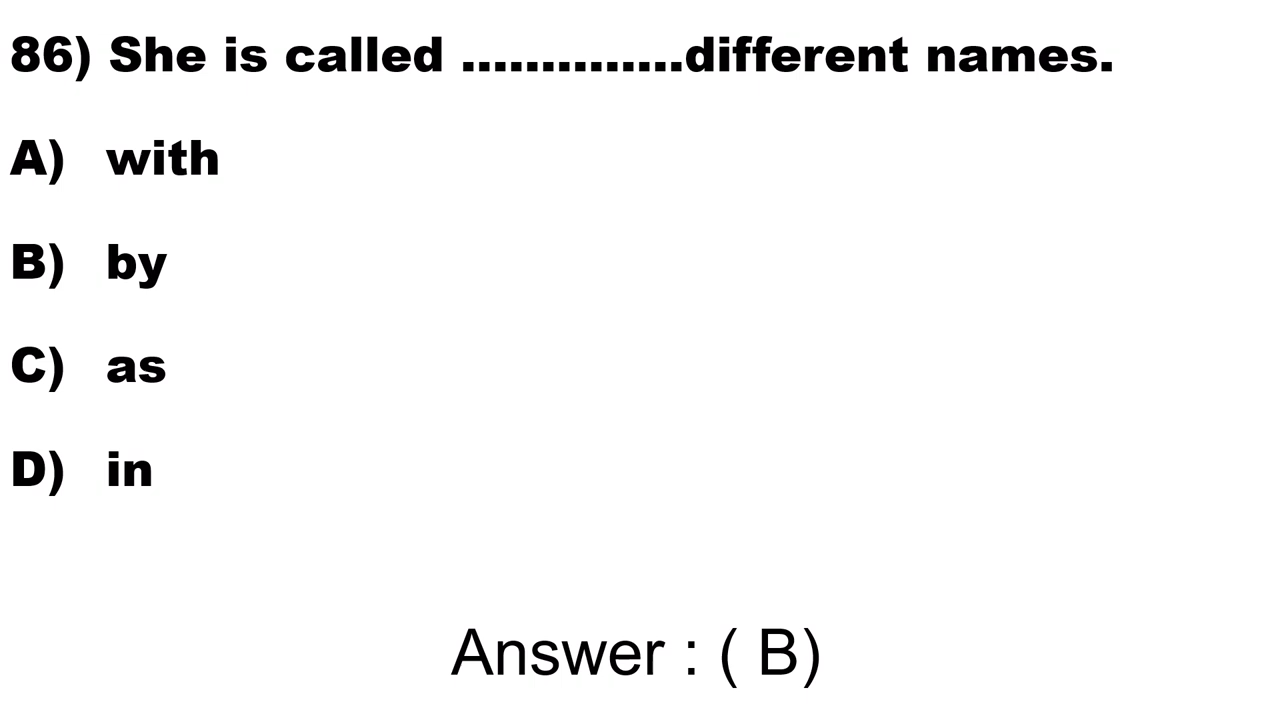 86) She is called ..............different names.
A) with
B) by
C) as
D) in
Answer : ( B)